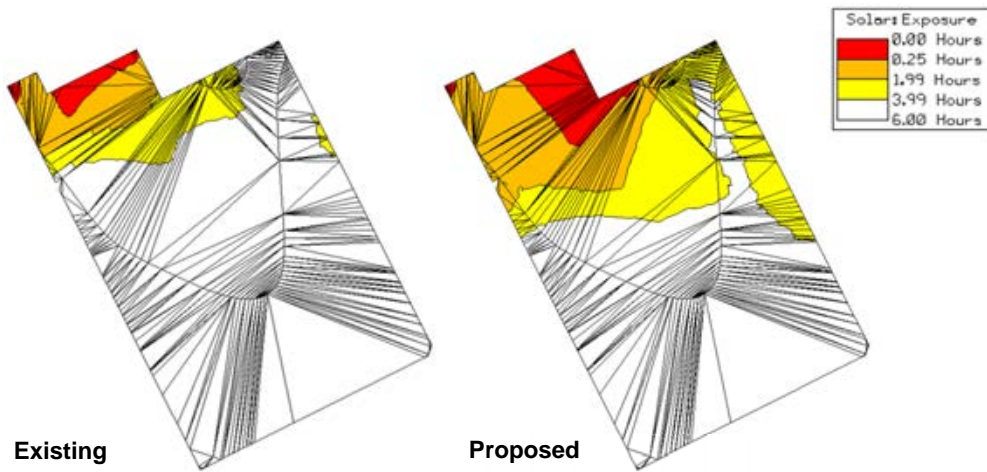 Solar: Exposure
0.00 Hours
0.25 Hours
1.99 Hours
3.99 Hours
6.00 Hours
Existing
Proposed